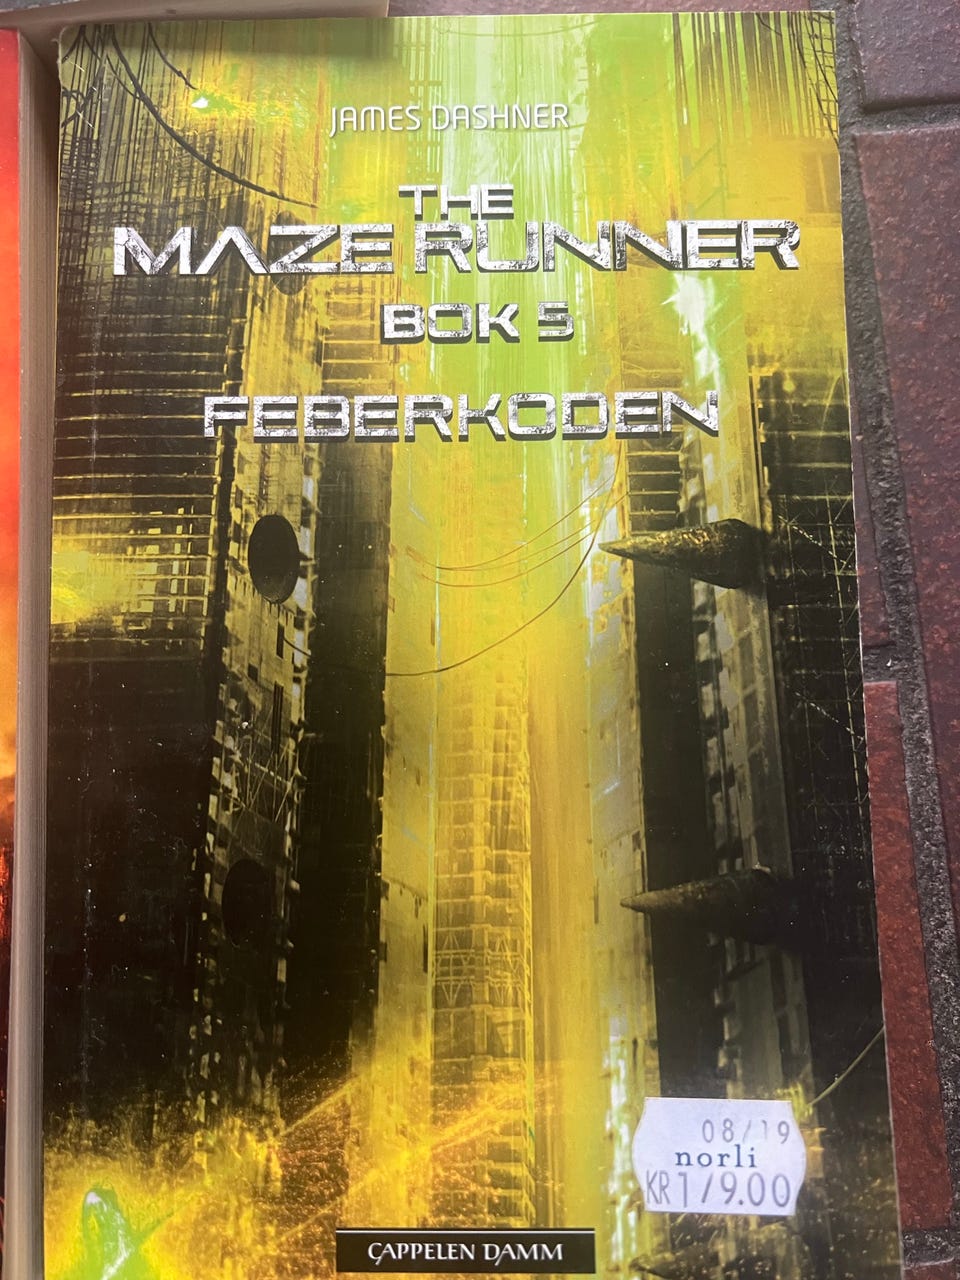 JAMES DASHNER
THE
MAZE RUNNER
BOK 5
FEBERKODEN
08/19
norli
KR 179.00
CAPPELEN DAMM